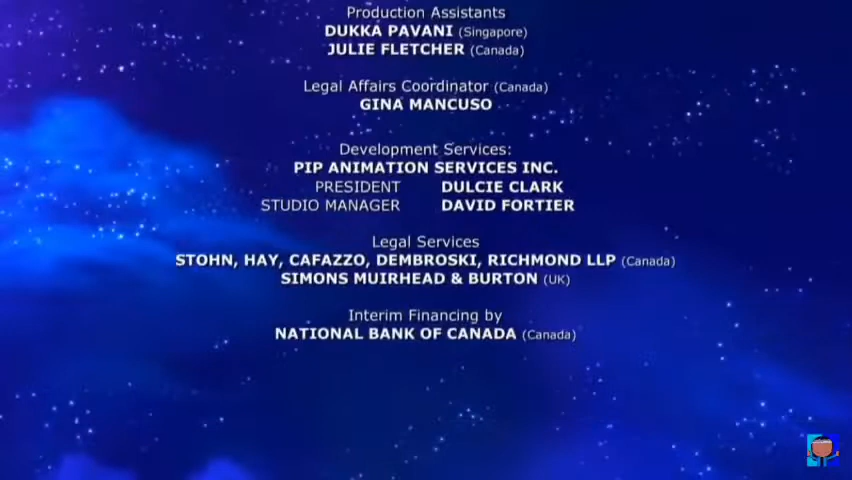 Production Assistants
DUKKA PAVANI (Singapore)
JULIE FLETCHER (Canada)
Legal Affairs Coordinator (Canada)
GINA MANCUSO
Development Services:
PIP ANIMATION SERVICES INC.
PRESIDENT DULCIE CLARK
STUDIO MANAGER DAVID FORTIER
Legal Services
STOHN, HAY, CAFAZZO, DEMBROSKI, RICHMOND LLP (Canada)
SIMONS MUIRHEAD & BURTON (UK)
Interim Financing by
NATIONAL BANK OF CANADA (Canada)